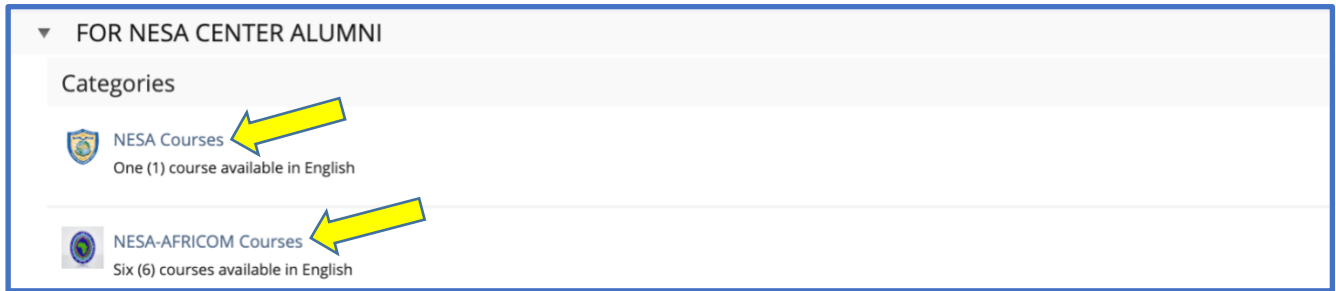 FOR NESA CENTER ALUMNI
Categories
NESA Courses
One (1) course available in English
NESA-AFRICOM Courses
Six (6) courses available in English